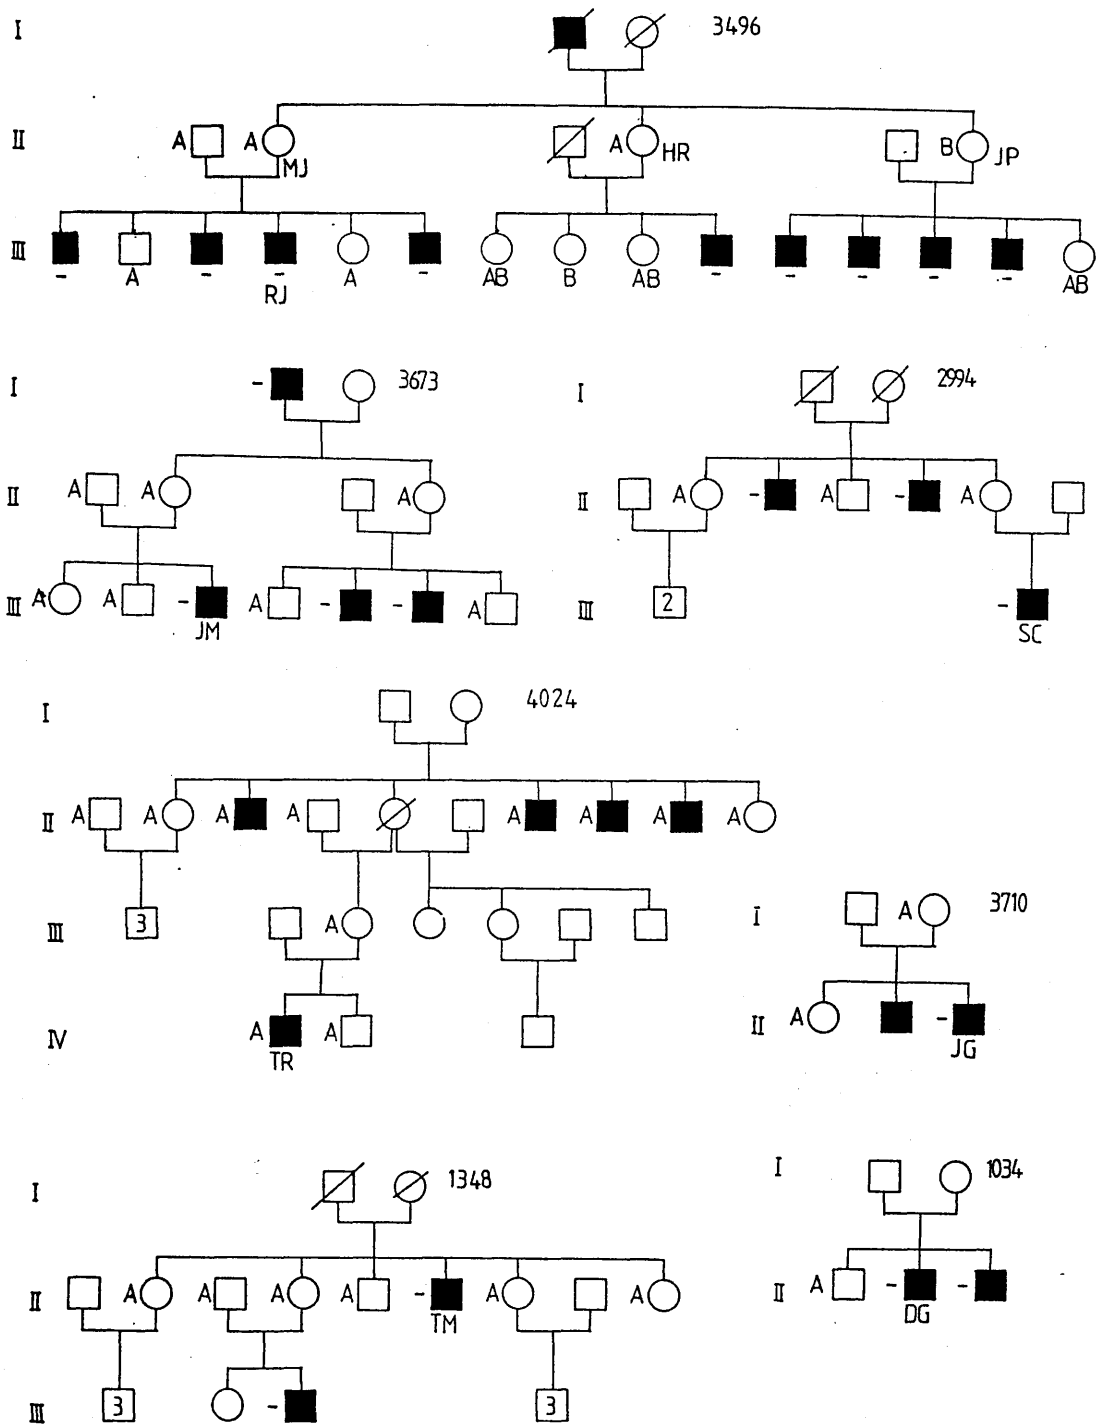 I 3496
II A A MJ A HR B JP
III - A - - A - AB B AB - - - - - AB
RJ
I - 3673
II A A A
III A A - A - - A
JM
I 2994
II A - A - A
III 2 -
SC
I 4024
II A A A A A A A A
III 3 A
IV A A
TR
I A 3710
II A -
JG
I 1348
II A A A A - A A
TM
III 3 - 3
I 1034
II A - -
DG